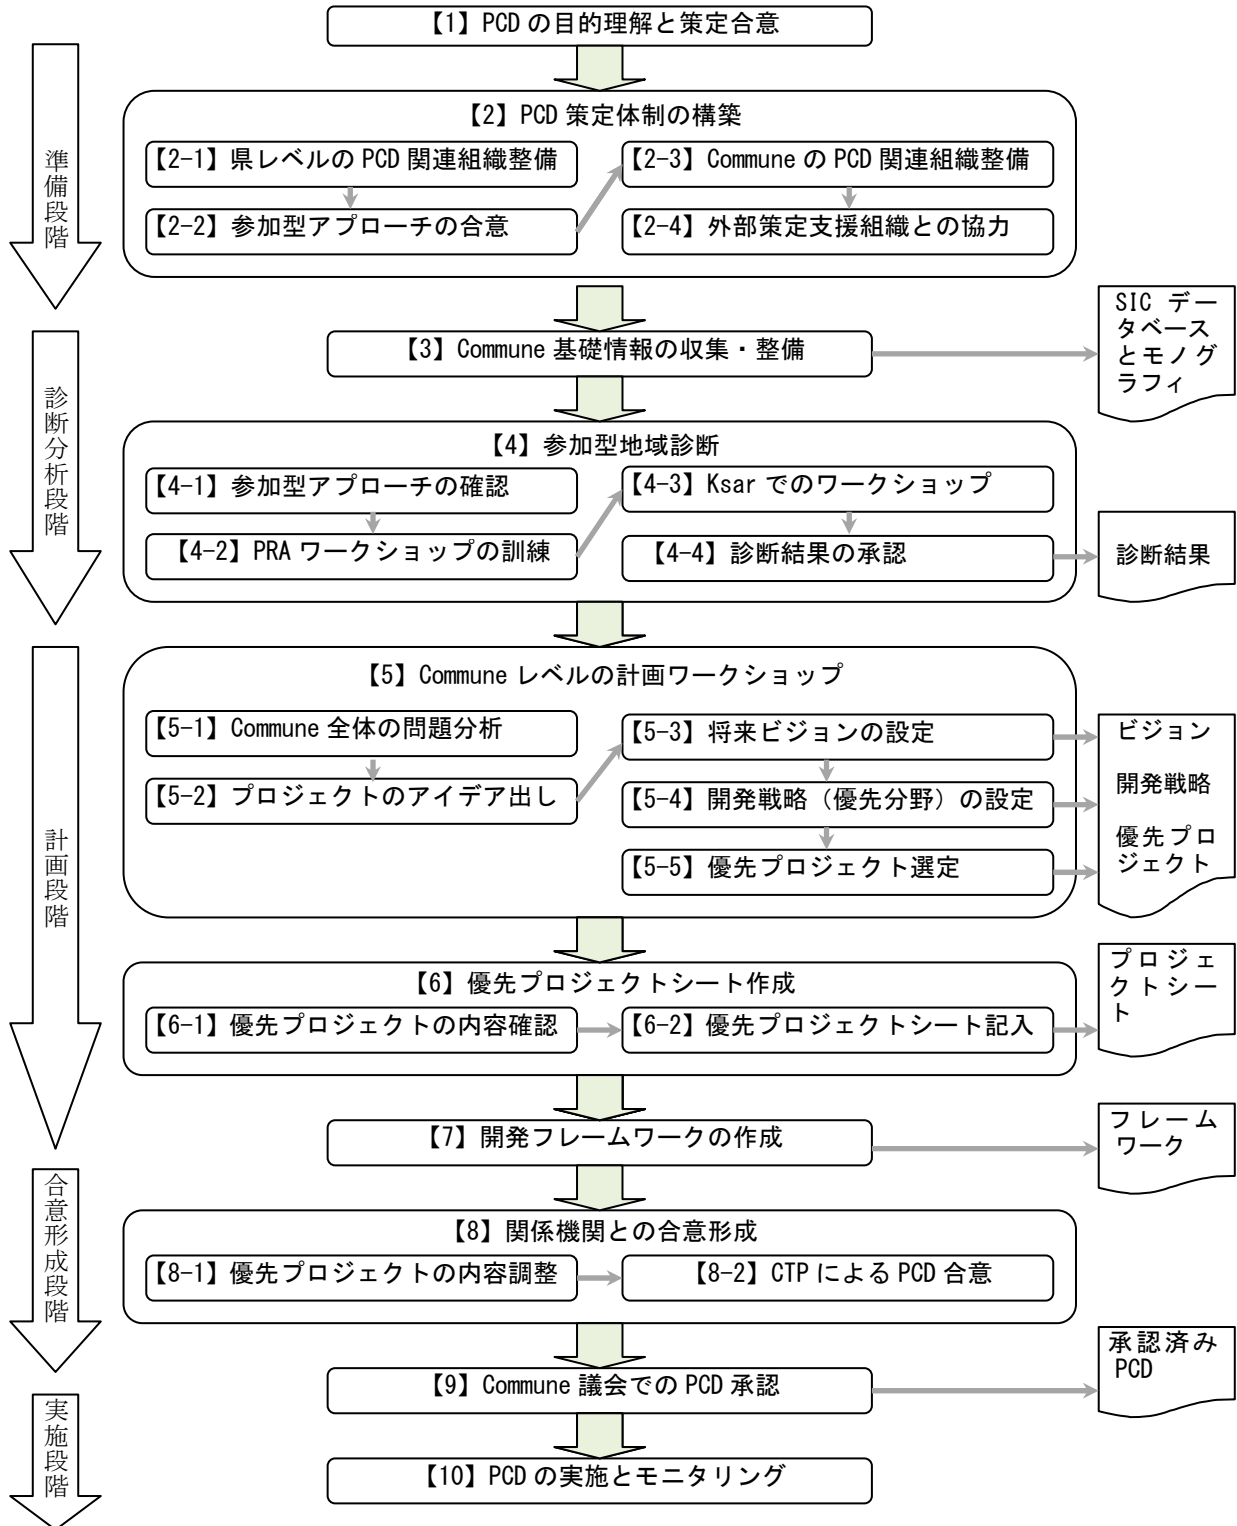 【1】PCD の目的理解と策定合意
準備段階
【2】PCD 策定体制の構築
【2-1】県レベルの PCD 関連組織整備
【2-2】参加型アプローチの合意
【2-3】Commune の PCD 関連組織整備
【2-4】外部策定支援組織との協力
診断分析段階
【3】Commune 基礎情報の収集・整備
SIC デー
タベース
とモノグ
ラフィ
【4】参加型地域診断
【4-1】参加型アプローチの確認
【4-2】PRA ワークショップの訓練
【4-3】Ksar でのワークショップ
【4-4】診断結果の承認
診断結果
計画段階
【5】Commune レベルの計画ワークショップ
【5-1】Commune 全体の問題分析
【5-2】プロジェクトのアイデア出し
【5-3】将来ビジョンの設定
【5-4】開発戦略（優先分野）の設定
【5-5】優先プロジェクト選定
ビジョン
開発戦略
優先プロ
ジェクト
【6】優先プロジェクトシート作成
【6-1】優先プロジェクトの内容確認
【6-2】優先プロジェクトシート記入
プロジェ
クトシー
ト
【7】開発フレームワークの作成
フレーム
ワーク
合意形成段階
【8】関係機関との合意形成
【8-1】優先プロジェクトの内容調整
【8-2】CTP による PCD 合意
【9】Commune 議会での PCD 承認
承認済み
PCD
実施段階
【10】PCD の実施とモニタリング